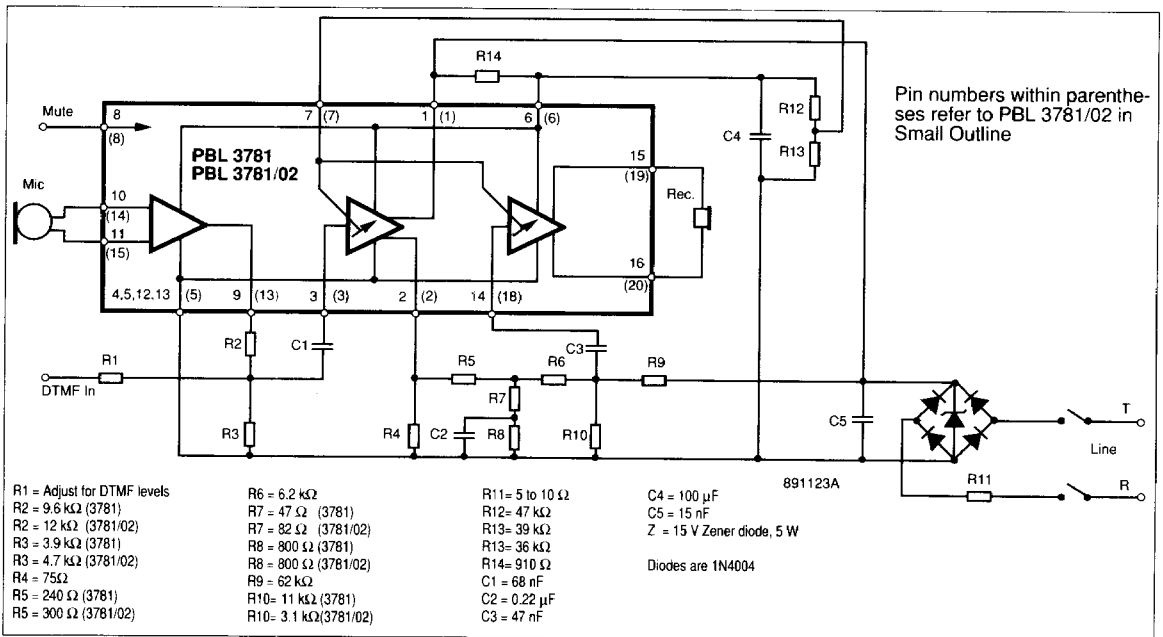 R14
R12
C4
R13
Pin numbers within parenthe-
ses refer to PBL 3781/02 in
Small Outline
Mute
8
(8)
7 (7)
1 (1)
6 (6)
PBL 3781
PBL 3781/02
15
(19)
Mic
10
(14)
11
(15)
Rec.
16
(20)
4,5,12,13 (5)
9 (13)
3 (3)
2 (2)
14 (18)
R2
C1
C3
R1
R5
R6
R9
DTMF In
R7
C5
T
R3
R4
C2
R8
R10
Line
R11
R
891123A
R1 = Adjust for DTMF levels
R2 = 9.6 kΩ (3781)
R2 = 12 kΩ (3781/02)
R3 = 3.9 kΩ (3781)
R3 = 4.7 kΩ (3781/02)
R4 = 75Ω
R5 = 240 Ω (3781)
R5 = 300 Ω (3781/02)
R6 = 6.2 kΩ
R7 = 47 Ω (3781)
R7 = 82 Ω (3781/02)
R8 = 800 Ω (3781)
R8 = 800 Ω (3781/02)
R9 = 62 kΩ
R10= 11 kΩ (3781)
R10= 3.1 kΩ(3781/02)
R11= 5 to 10 Ω
R12= 47 kΩ
R13= 39 kΩ
R13= 36 kΩ
R14= 910 Ω
C1 = 68 nF
C2 = 0.22 µF
C3 = 47 nF
C4 = 100 µF
C5 = 15 nF
Z = 15 V Zener diode, 5 W
Diodes are 1N4004